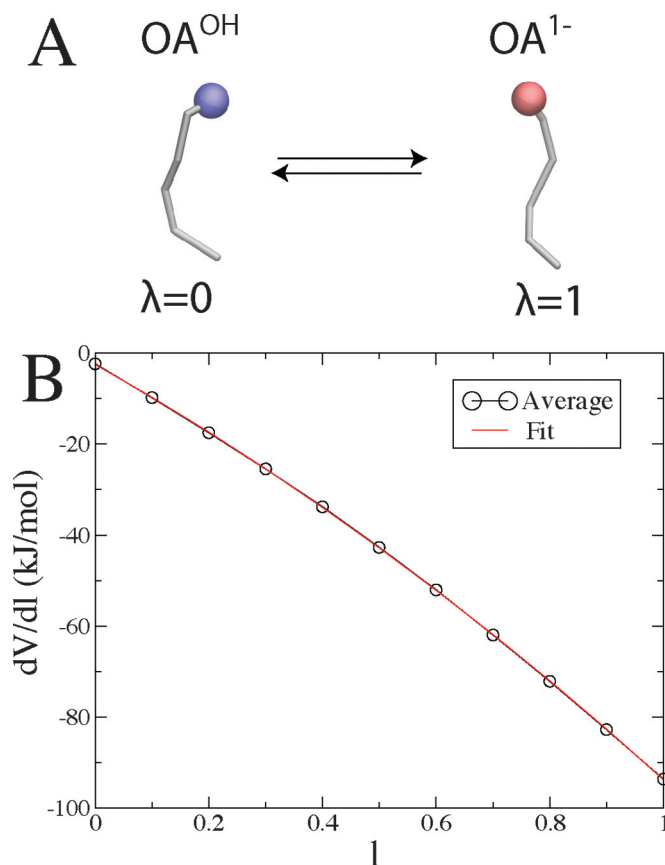 A
OA^OH
OA^1-
λ=0
λ=1
B
Average
Fit
dV/dl (kJ/mol)
0
-20
-40
-60
-80
-100
0
0.2
0.4
0.6
0.8
1
l